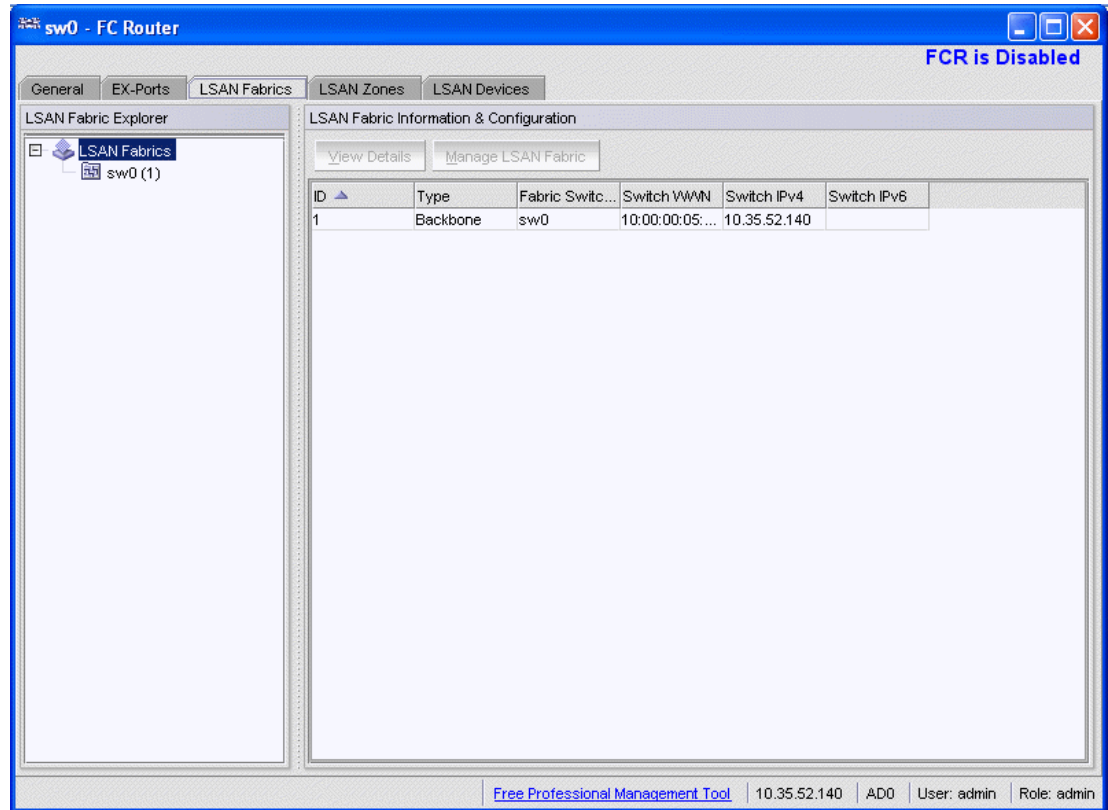 sw0 - FC Router
FCR is Disabled
General EX-Ports LSAN Fabrics LSAN Zones LSAN Devices
LSAN Fabric Explorer
LSAN Fabrics
sw0 (1)
LSAN Fabric Information & Configuration
View Details Manage LSAN Fabric
ID Type Fabric Switc... Switch WWN Switch IPv4 Switch IPv6
1 Backbone sw0 10:00:00:05:... 10.35.52.140
Free Professional Management Tool 10.35.52.140 AD0 User: admin Role: admin